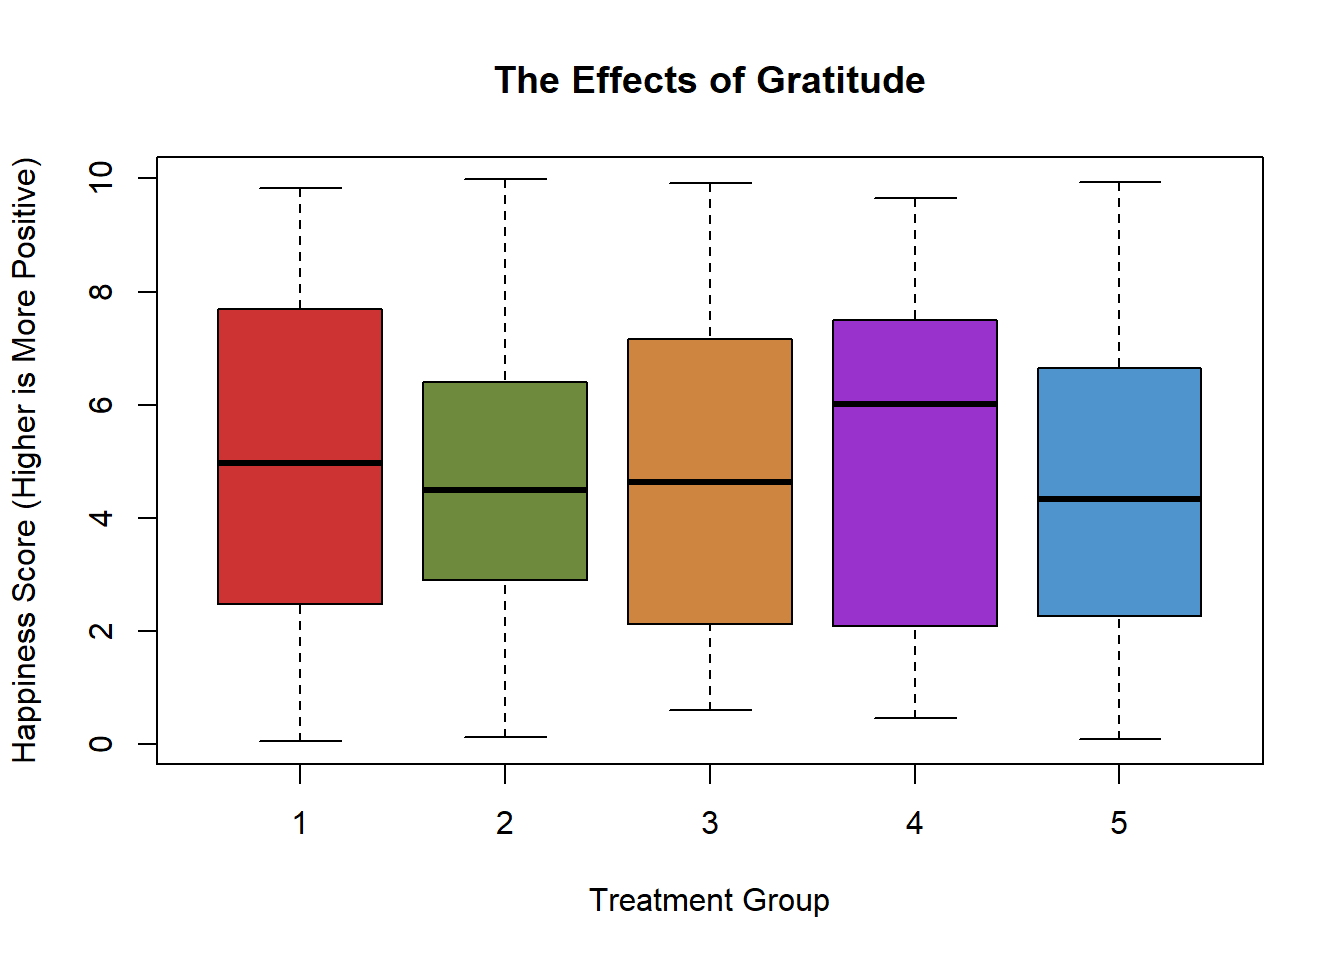 The Effects of Gratitude
Happiness Score (Higher is More Positive)
10
8
6
4
2
0
1 2 3 4 5
Treatment Group